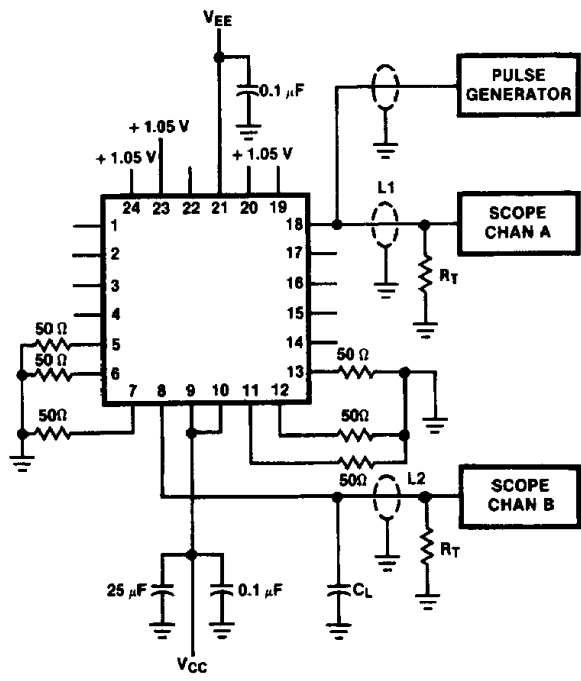 VEE
0.1 µF
PULSE
GENERATOR
+ 1.05 V
+ 1.05 V
+ 1.05 V
L1
24 23 22 21 20 19
1
2
3
4
5
6
7 8 9 10 11 12
18
17
16
15
14
13
SCOPE
CHAN A
RT
50 Ω
50 Ω
50Ω
50 Ω
50Ω
50Ω
L2
SCOPE
CHAN B
RT
25 µF
0.1 µF
CL
VCC